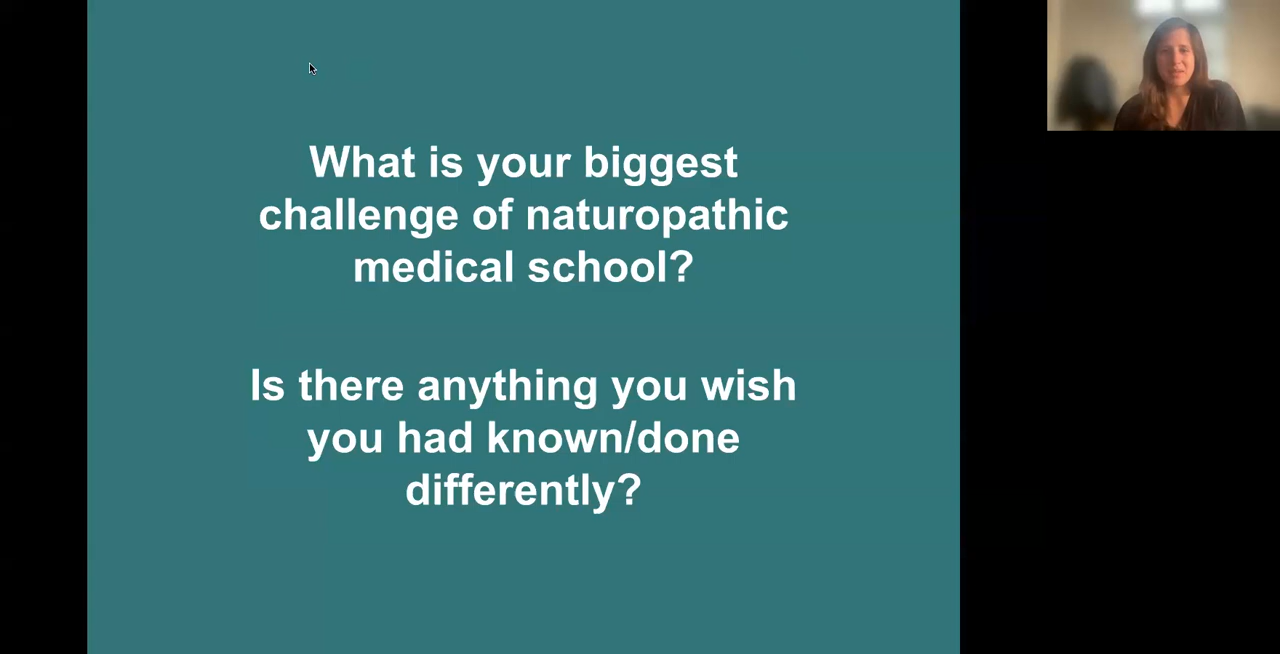 What is your biggest
challenge of naturopathic
medical school?
Is there anything you wish
you had known/done
differently?